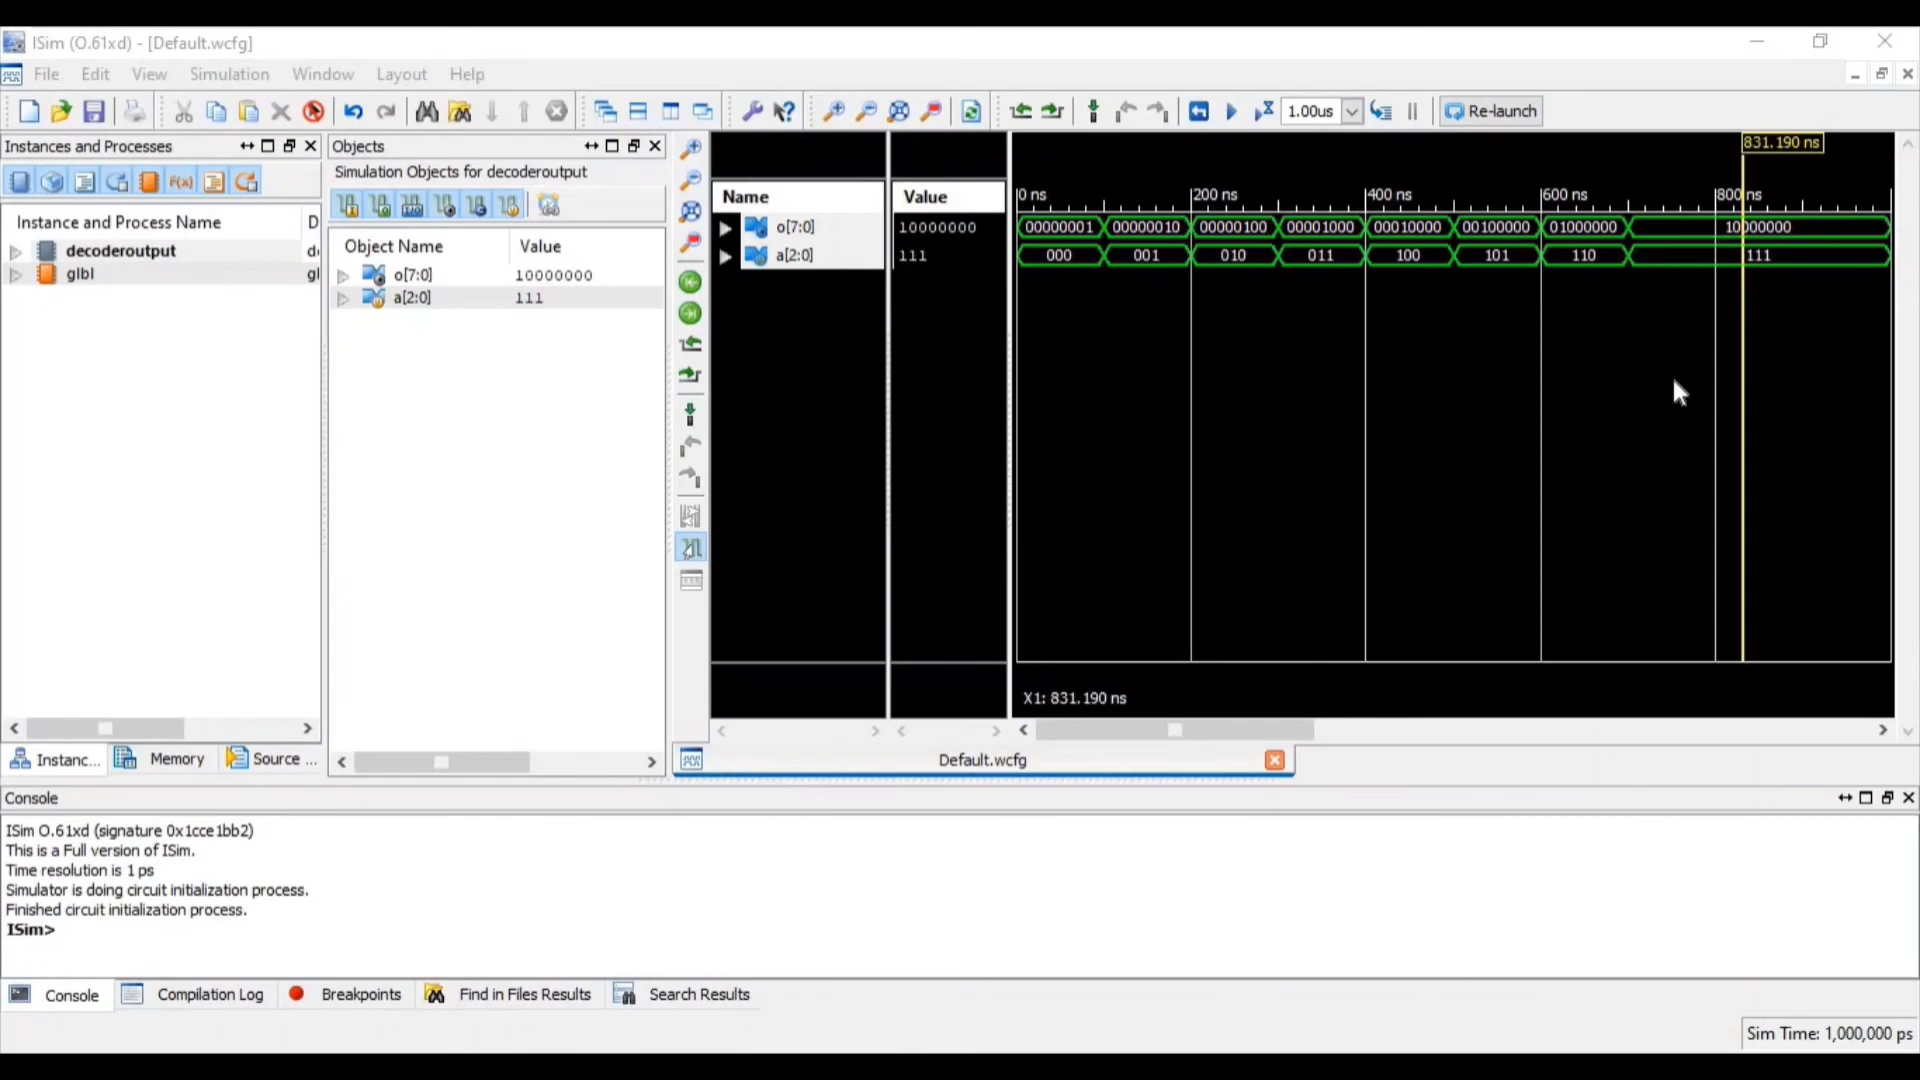 ISim (O.61xd) - [Default.wcfg]
File Edit View Simulation Window Layout Help
1.00us Re-launch
Instances and Processes
f(x)
Instance and Process Name D
decoderoutput de
glbl gl
Instanc... Memory Source ...
Objects
Simulation Objects for decoderoutput
Object Name Value
o[7:0] 10000000
a[2:0] 111
Name Value
o[7:0] 10000000
a[2:0] 111
831.190 ns
0 ns 200 ns 400 ns 600 ns 800 ns
00000001 00000010 00000100 00001000 00010000 00100000 01000000 10000000
000 001 010 011 100 101 110 111
X1: 831.190 ns
Default.wcfg
Console
ISim O.61xd (signature 0x1cce1bb2)
This is a Full version of ISim.
Time resolution is 1 ps
Simulator is doing circuit initialization process.
Finished circuit initialization process.
ISim>
Console Compilation Log Breakpoints Find in Files Results Search Results
Sim Time: 1,000,000 ps